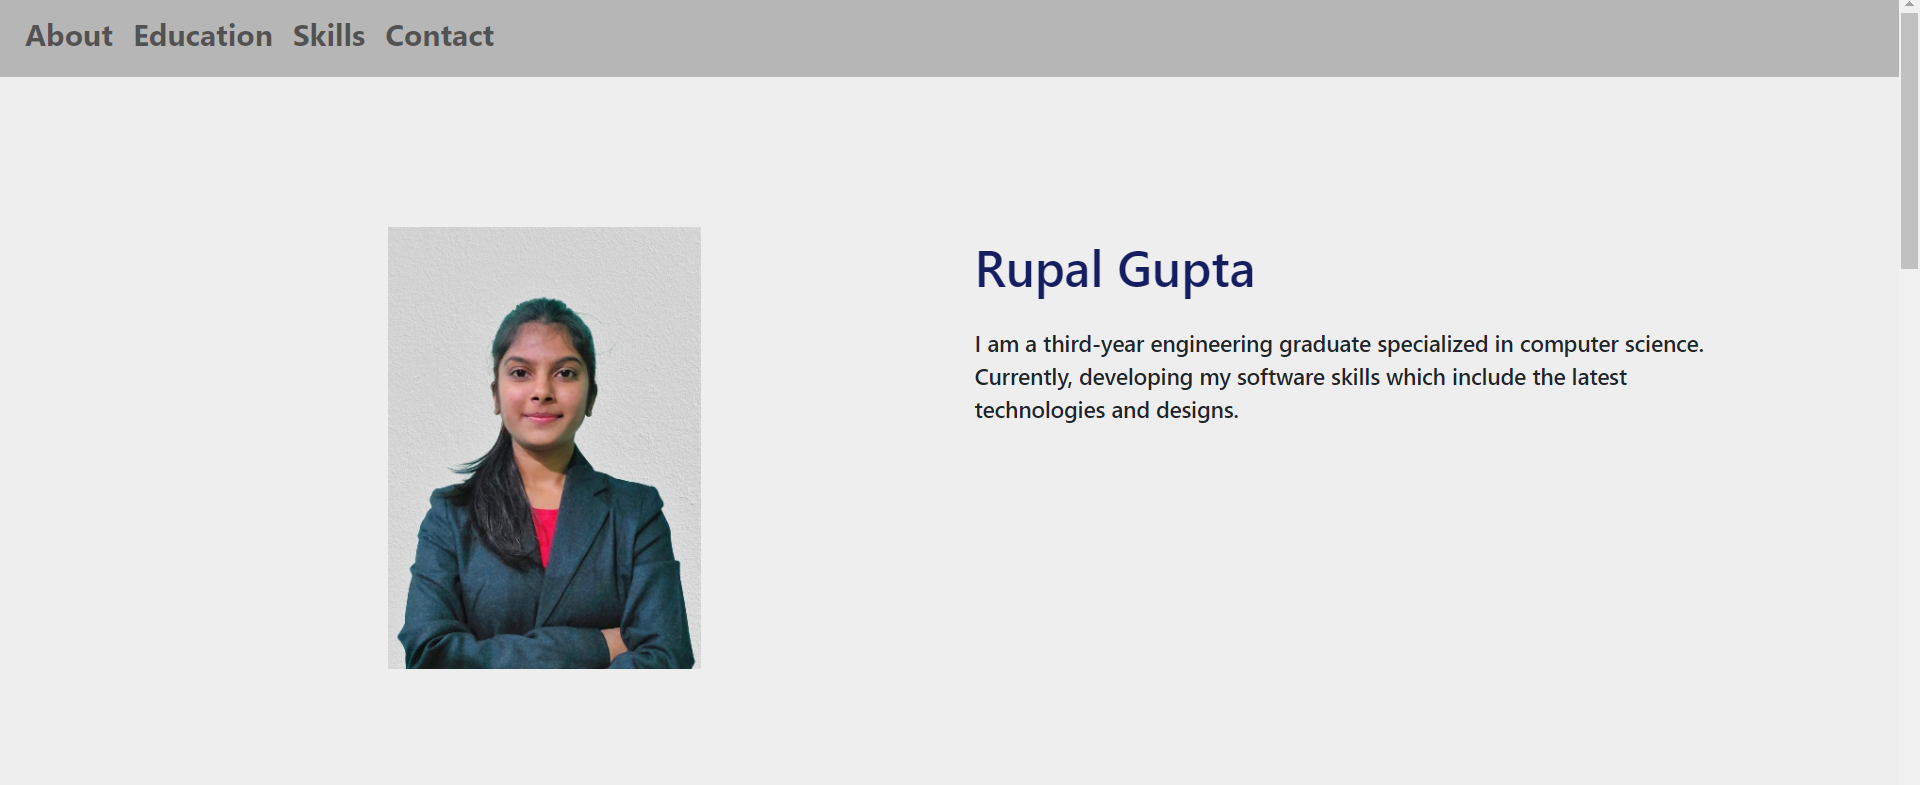 About Education Skills Contact
Rupal Gupta
I am a third-year engineering graduate specialized in computer science.
Currently, developing my software skills which include the latest
technologies and designs.